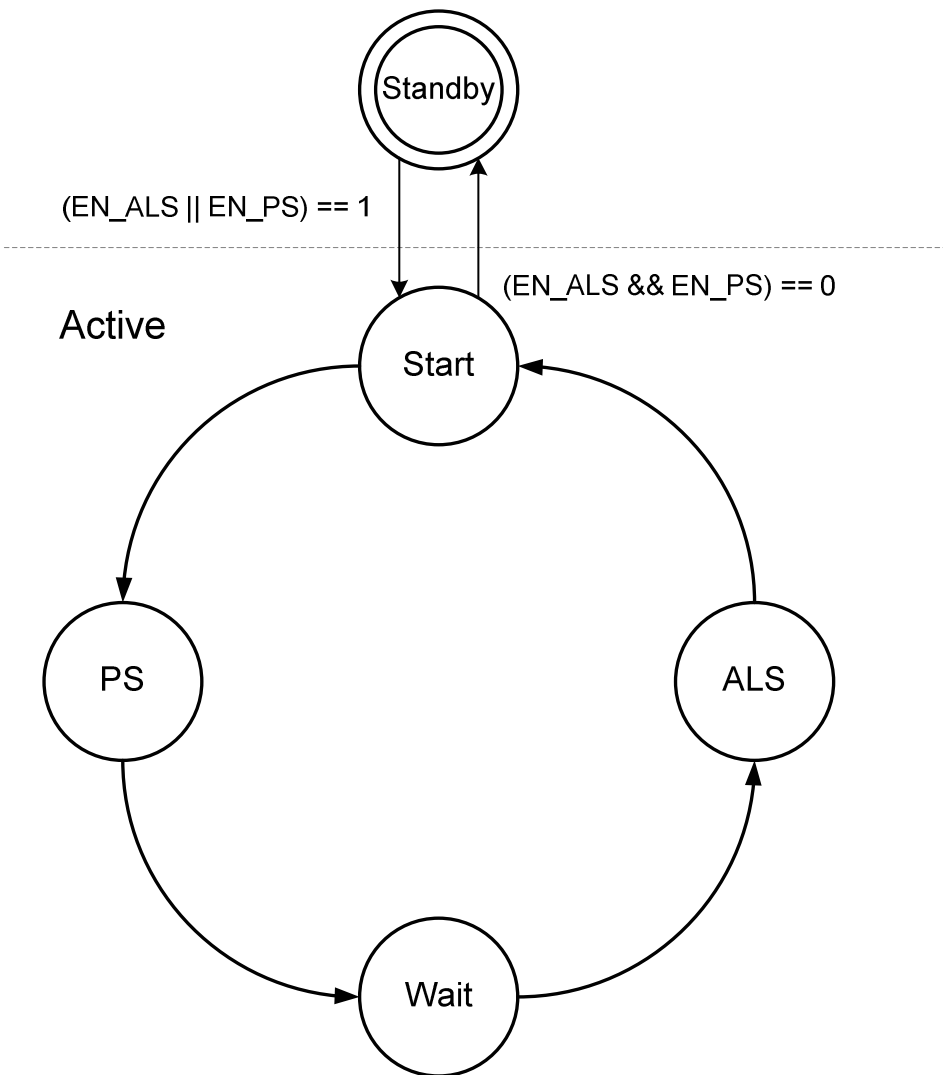 Standby
(EN_ALS || EN_PS) == 1
(EN_ALS && EN_PS) == 0
Active
Start
PS
ALS
Wait